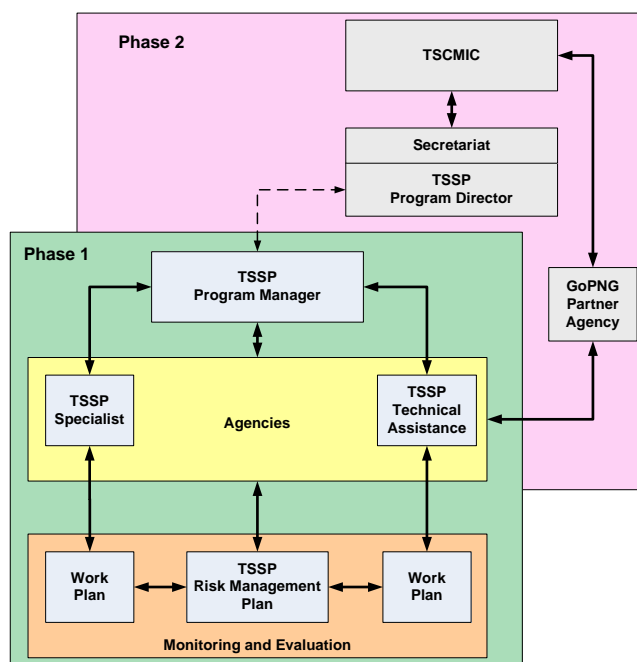 Phase 2
TSCMIC
Secretariat
TSSP
Program Director
Phase 1
TSSP
Program Manager
GoPNG
Partner
Agency
TSSP
Specialist
Agencies
TSSP
Technical
Assistance
Work
Plan
TSSP
Risk Management
Plan
Work
Plan
Monitoring and Evaluation